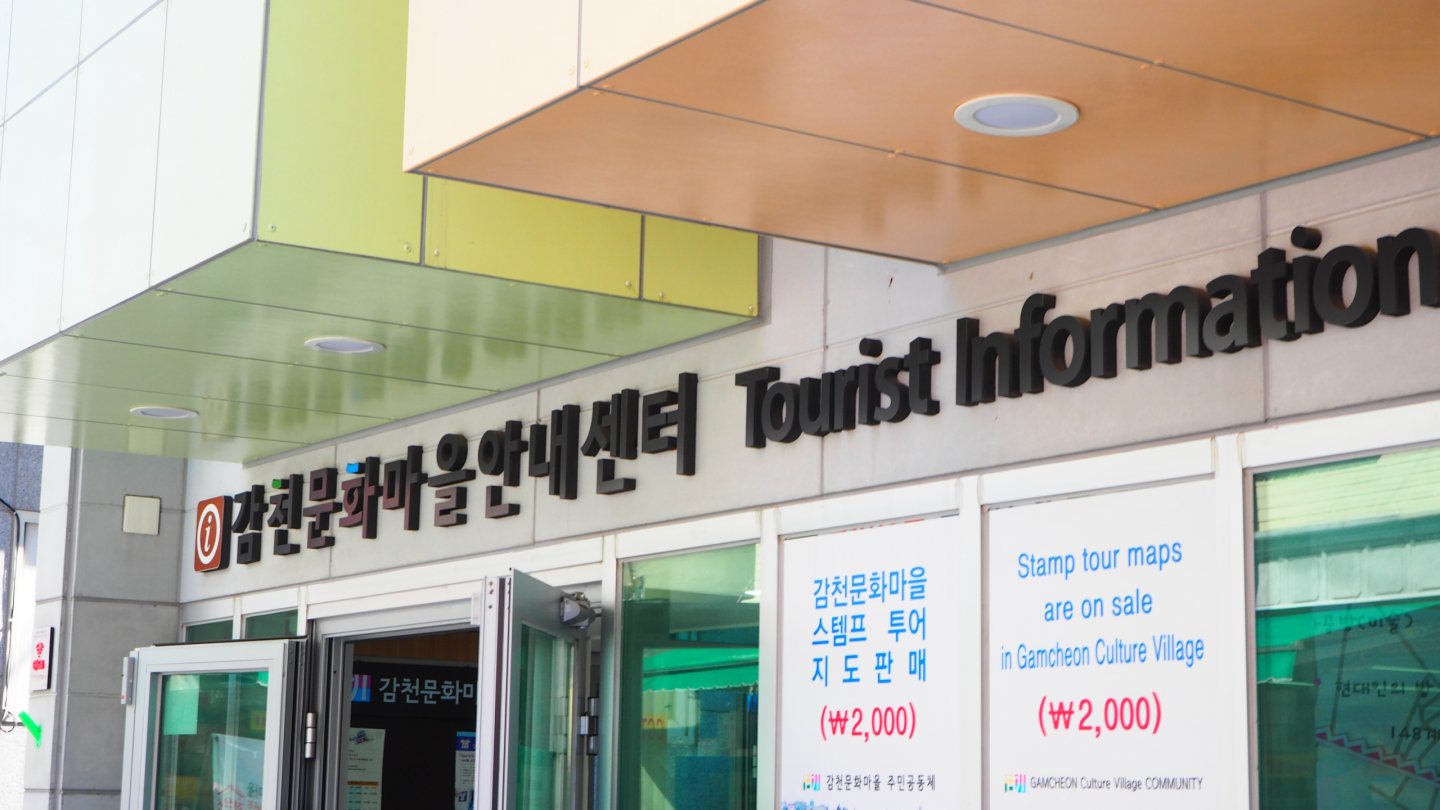 i 감천문화마을안내센터 Tourist Information
감천문화마을
스템프 투어
지도판매
(₩2,000)
감천문화마을 주민공동체
Stamp tour maps
are on sale
in Gamcheon Culture Village
(₩2,000)
GAMCHEON Culture Village COMMUNITY
감천문화마